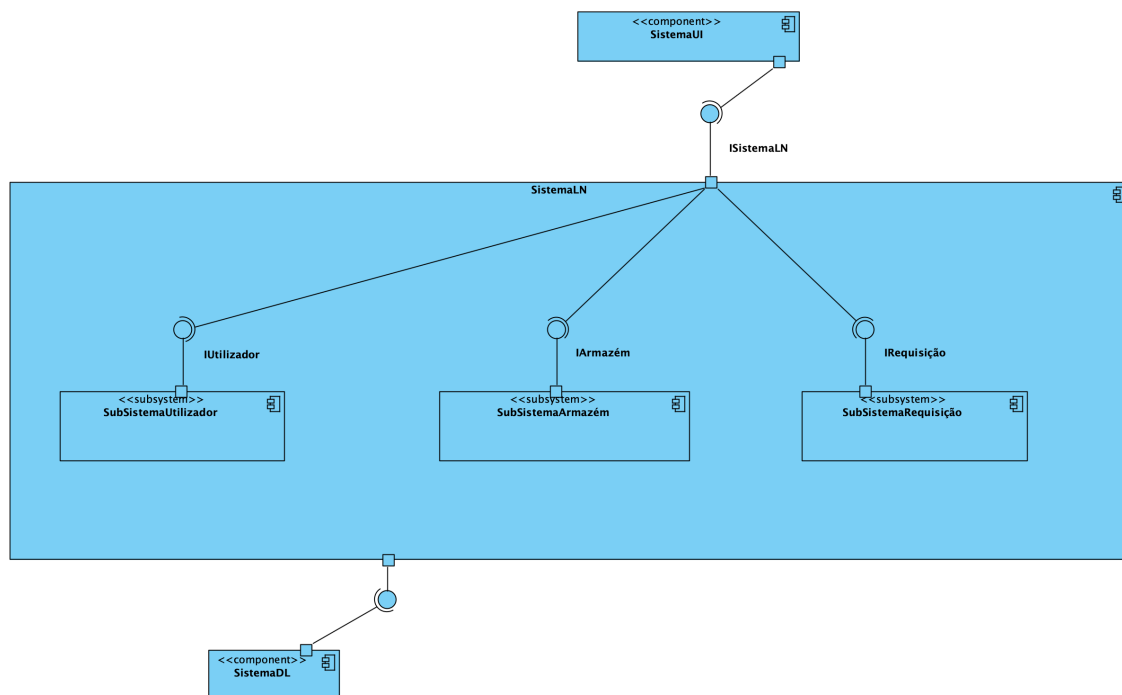 <<component>>
SistemaUI
ISistemaLN
SistemaLN
IUtilizador
IArmazém
IRequisição
<<subsystem>>
SubSistemaUtilizador
<<subsystem>>
SubSistemaArmazém
<<subsystem>>
SubSistemaRequisição
<<component>>
SistemaDL